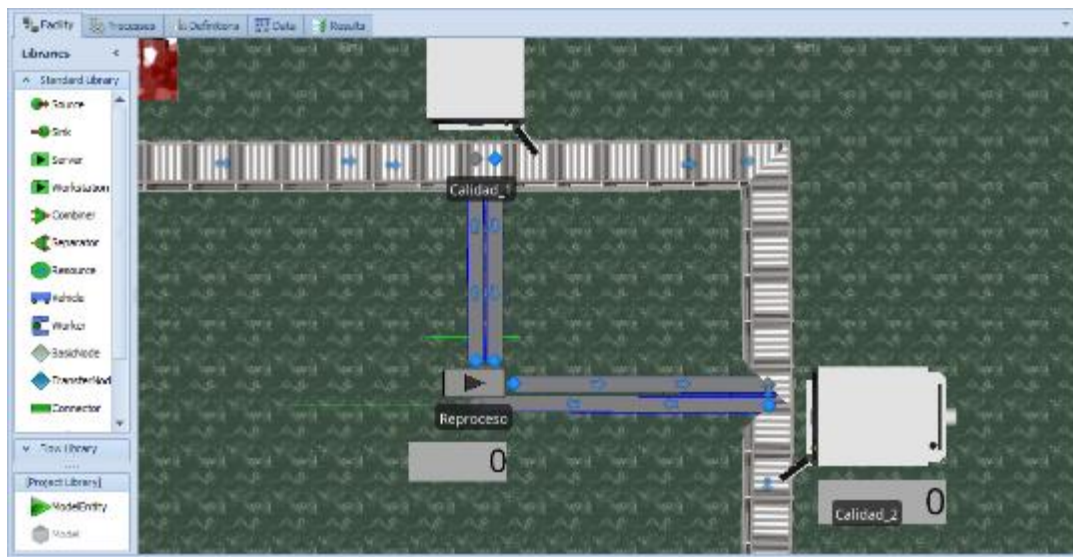 Facility Processes Definitions Data Results
Libraries
Standard Library
Source
Sink
Server
Workstation
Combiner
Separator
Resource
Vehicle
Worker
BasicNode
TransferNod
Connector
Flow Library
[Project Library]
ModelEntity
Model
Calidad_1
Reproceso
0
0
Calidad_2